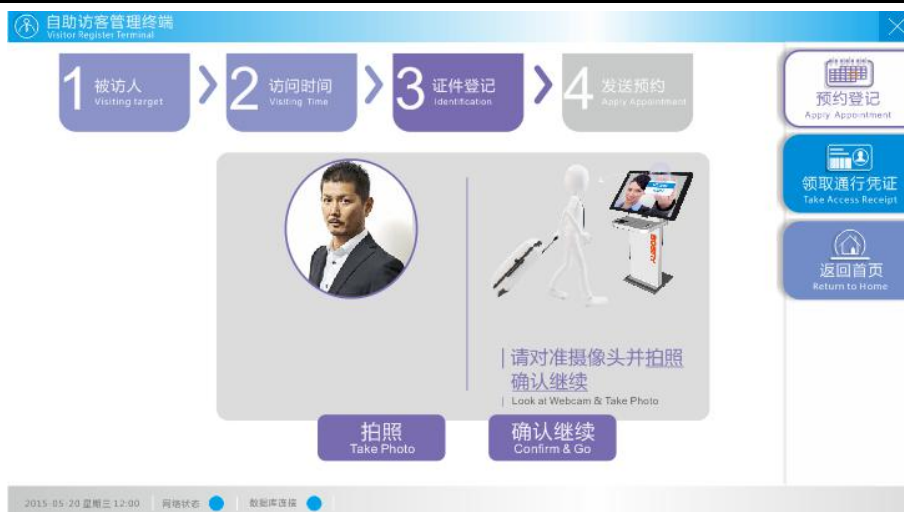 自助访客管理终端
Visitor Register Terminal
1 被访人
Visiting target
2 访问时间
Visiting Time
3 证件登记
Identification
4 发送预约
Apply Appointment
预约登记
Apply Appointment
领取通行凭证
Take Access Receipt
返回首页
Return to Home
请对准摄像头并拍照
确认继续
Look at Webcam & Take Photo
拍照
Take Photo
确认继续
Confirm & Go
2015-05-20 星期三 12:00 网络状态 数据库连接